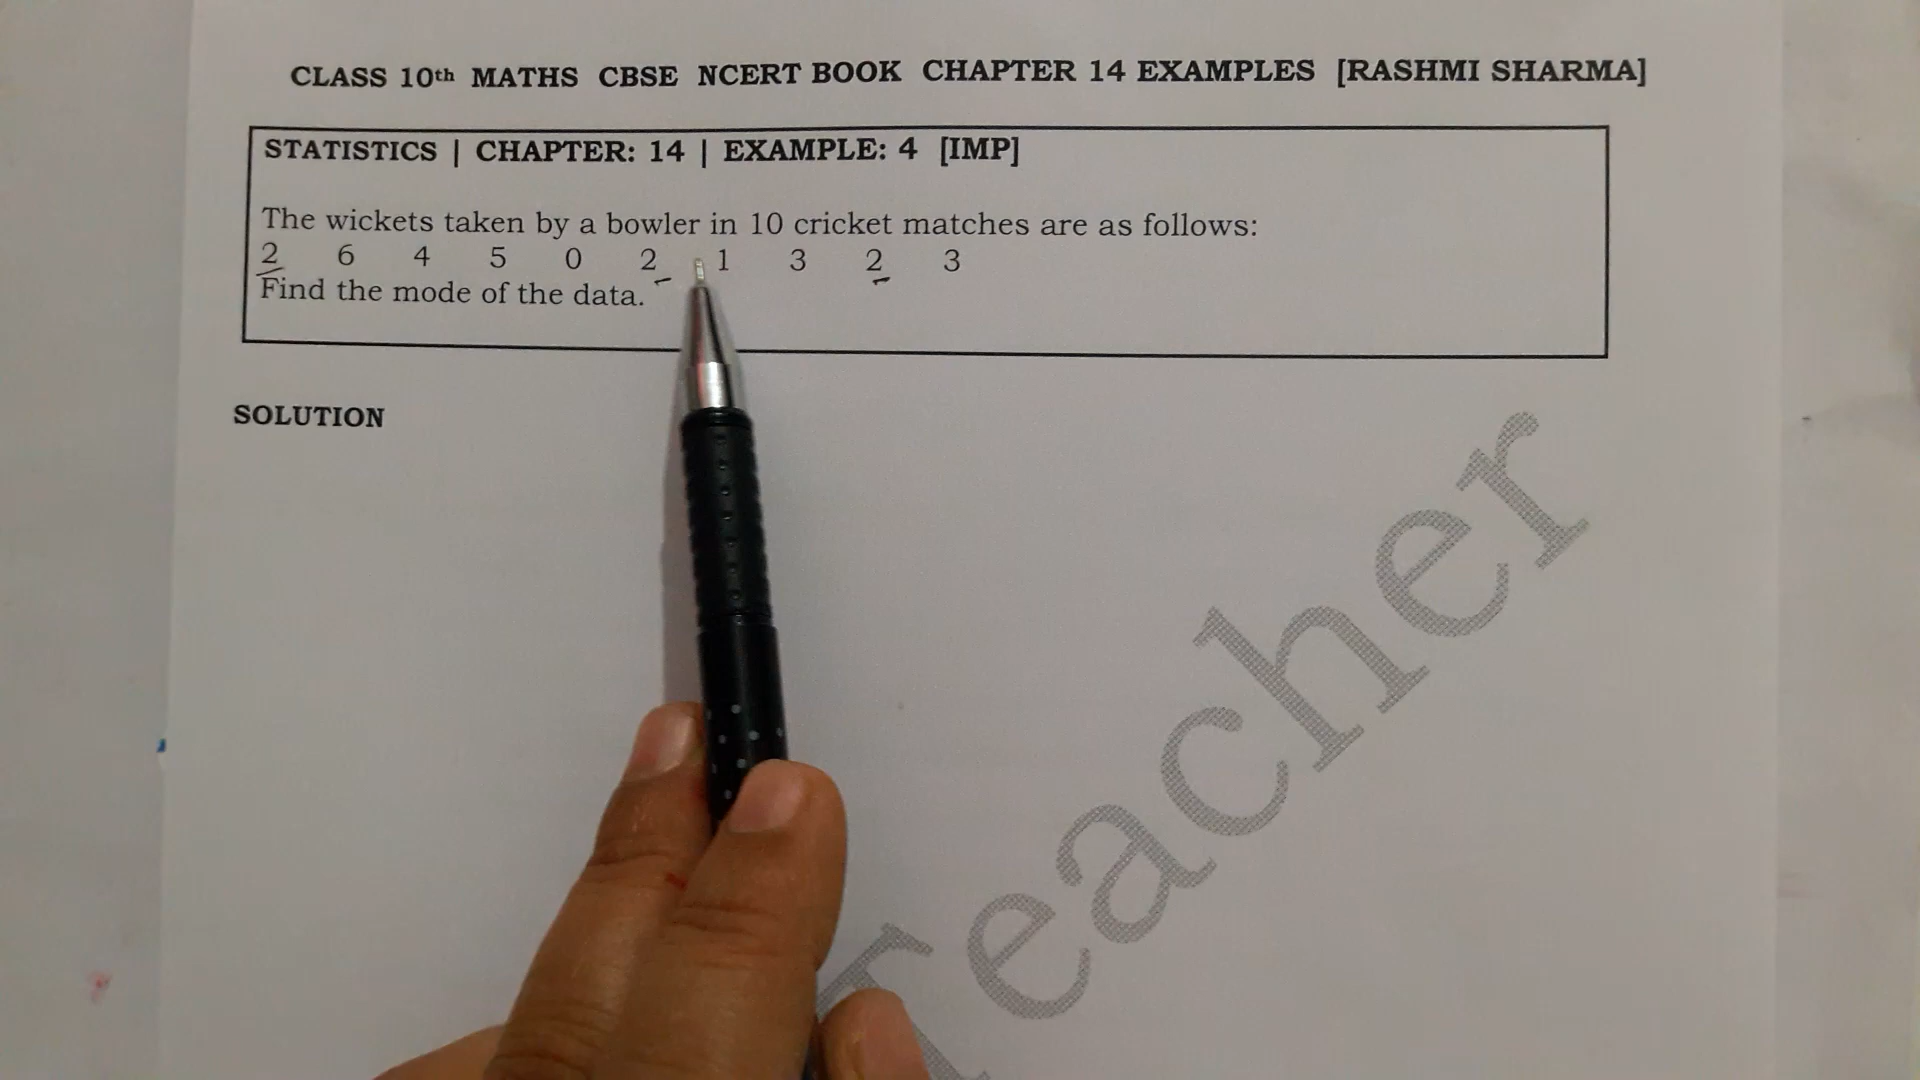 CLASS 10th MATHS CBSE NCERT BOOK CHAPTER 14 EXAMPLES [RASHMI SHARMA]
STATISTICS | CHAPTER: 14 | EXAMPLE: 4 [IMP]
The wickets taken by a bowler in 10 cricket matches are as follows:
2 6 4 5 0 2 1 3 2 3
Find the mode of the data.
SOLUTION
Teacher